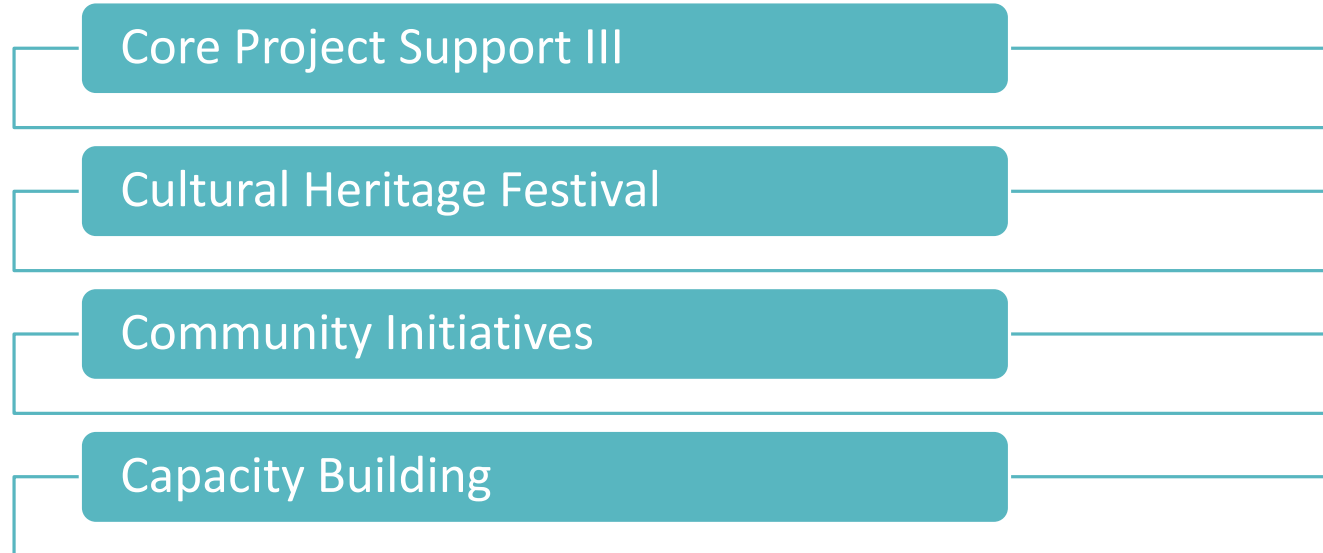 Core Project Support III
Cultural Heritage Festival
Community Initiatives
Capacity Building